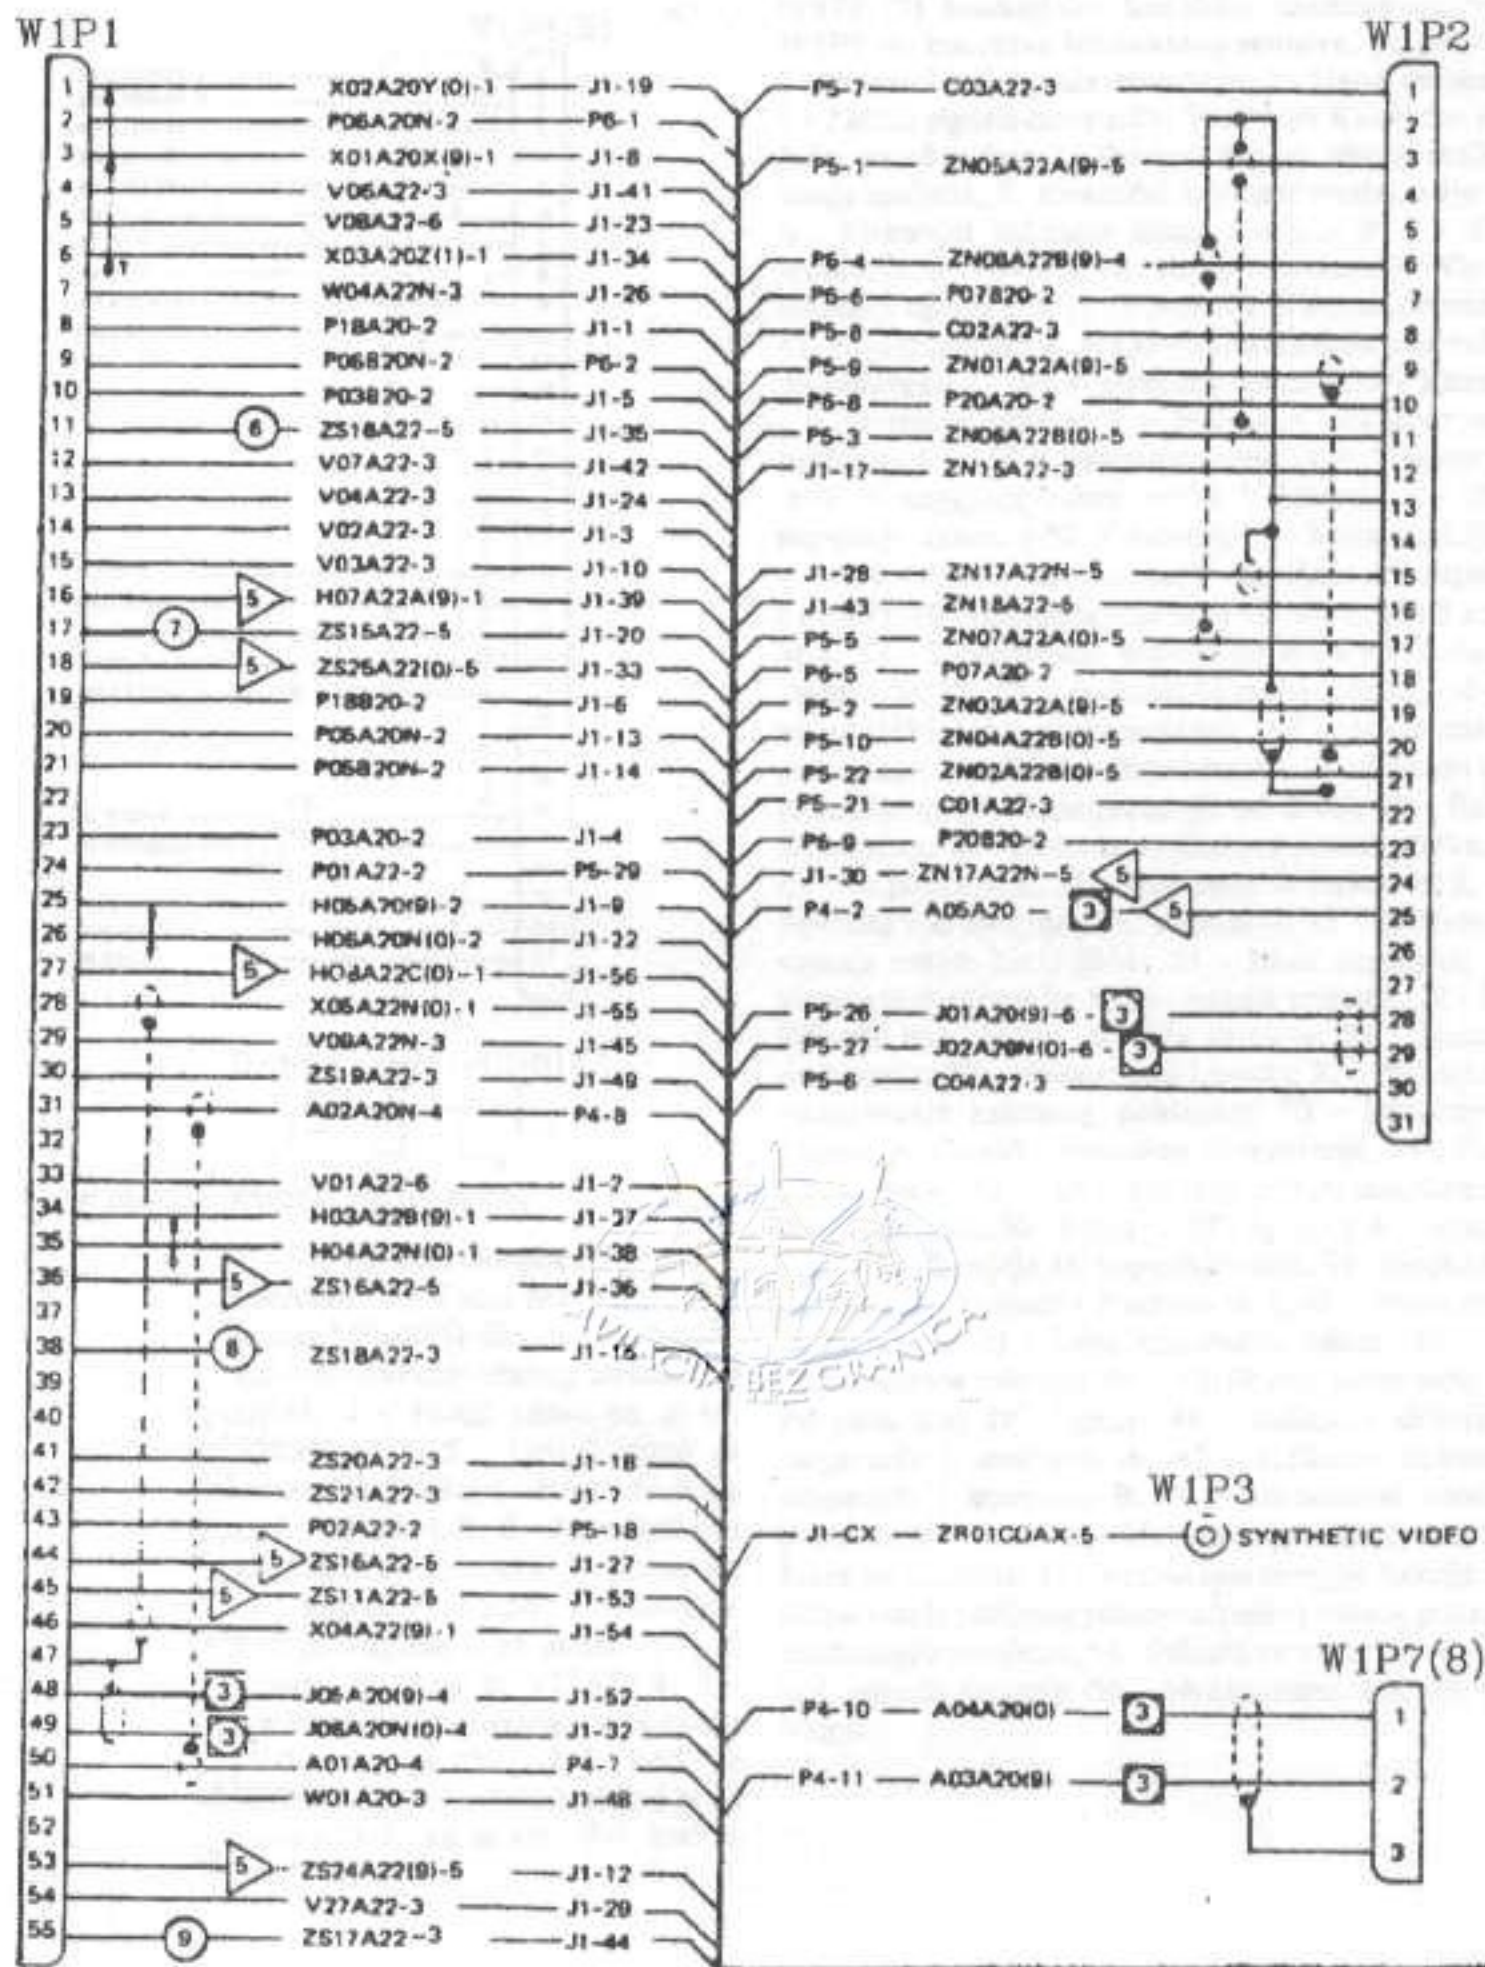 W1P1
1 X02A20Y(0)-1 J1-19
2 P06A20N-2 P6-1
3 X01A20X(9)-1 J1-8
4 V06A22-3 J1-41
5 V08A22-6 J1-23
6 X03A20Z(1)-1 J1-34
T
7 W04A22N-3 J1-26
8 P18A20-2 J1-1
9 P06B20N-2 P6-2
10 P03B20-2 J1-5
11 6 ZS18A22-5 J1-35
12 V07A22-3 J1-42
13 V04A22-3 J1-24
14 V02A22-3 J1-3
15 V03A22-3 J1-10
16 5 H07A22A(9)-1 J1-39
17 7 ZS15A22-5 J1-20
18 5 ZS25A22(0)-5 J1-33
19 P18B20-2 J1-6
20 P05A20N-2 J1-13
21 P05B20N-2 J1-14
22
23 P03A20-2 J1-4
24 P01A22-2 P5-29
25 H05A20(9)-2 J1-9
26 H06A20N(0)-2 J1-22
27 5 H08A22C(0)-1 J1-56
28 X05A22N(0)-1 J1-55
29 V09A22N-3 J1-45
30 ZS19A22-3 J1-49
31 A02A20N-4 P4-8
32
33 V01A22-6 J1-2
34 H03A22B(9)-1 J1-37
35 H04A22N(0)-1 J1-38
36 5 ZS16A22-5 J1-36
37
38 8 ZS18A22-3 J1-15
39
40
41 ZS20A22-3 J1-18
42 ZS21A22-3 J1-7
43 P02A22-2 P5-18
44 5 ZS16A22-5 J1-27
45 5 ZS11A22-5 J1-53
46 X04A22(9)-1 J1-54
47
48 3 J05A20(9)-4 J1-52
49 3 J06A20N(0)-4 J1-32
50 A01A20-4 P4-7
51 W01A20-3 J1-48
52
53 5 ZS24A22(9)-5 J1-12
54 V27A22-3 J1-29
55 9 ZS17A22-3 J1-44
W1P2
P5-7 C03A22-3 1
2
P5-1 ZN05A22A(9)-5 3
4
5
P6-4 ZN08A22B(9)-4 6
P6-6 P07B20-2 7
P5-8 C02A22-3 8
P5-9 ZN01A22A(9)-5 9
P6-8 P20A20-2 10
P5-3 ZN06A22B(0)-5 11
J1-17 ZN15A22-3 12
13
14
J1-28 ZN17A22N-5 15
J1-43 ZN18A22-5 16
P5-5 ZN07A22A(0)-5 17
P6-5 P07A20-2 18
P5-2 ZN03A22A(9)-5 19
P5-10 ZN04A22B(0)-5 20
P5-22 ZN02A22B(0)-5 21
P5-21 C01A22-3 22
P6-9 P20B20-2 23
J1-30 ZN17A22N-5 5 24
P4-2 A05A20 3 5 25
26
27
P5-26 J01A20(9)-6 3 28
P5-27 J02A20N(0)-6 3 29
P5-6 C04A22-3 30
31
BEZ GRANIC
W1P3
J1-CX ZR01COAX-5 SYNTHETIC VIDEO
W1P7(8)
P4-10 A04A20(0) 3 1
P4-11 A03A20(9) 3 2
3